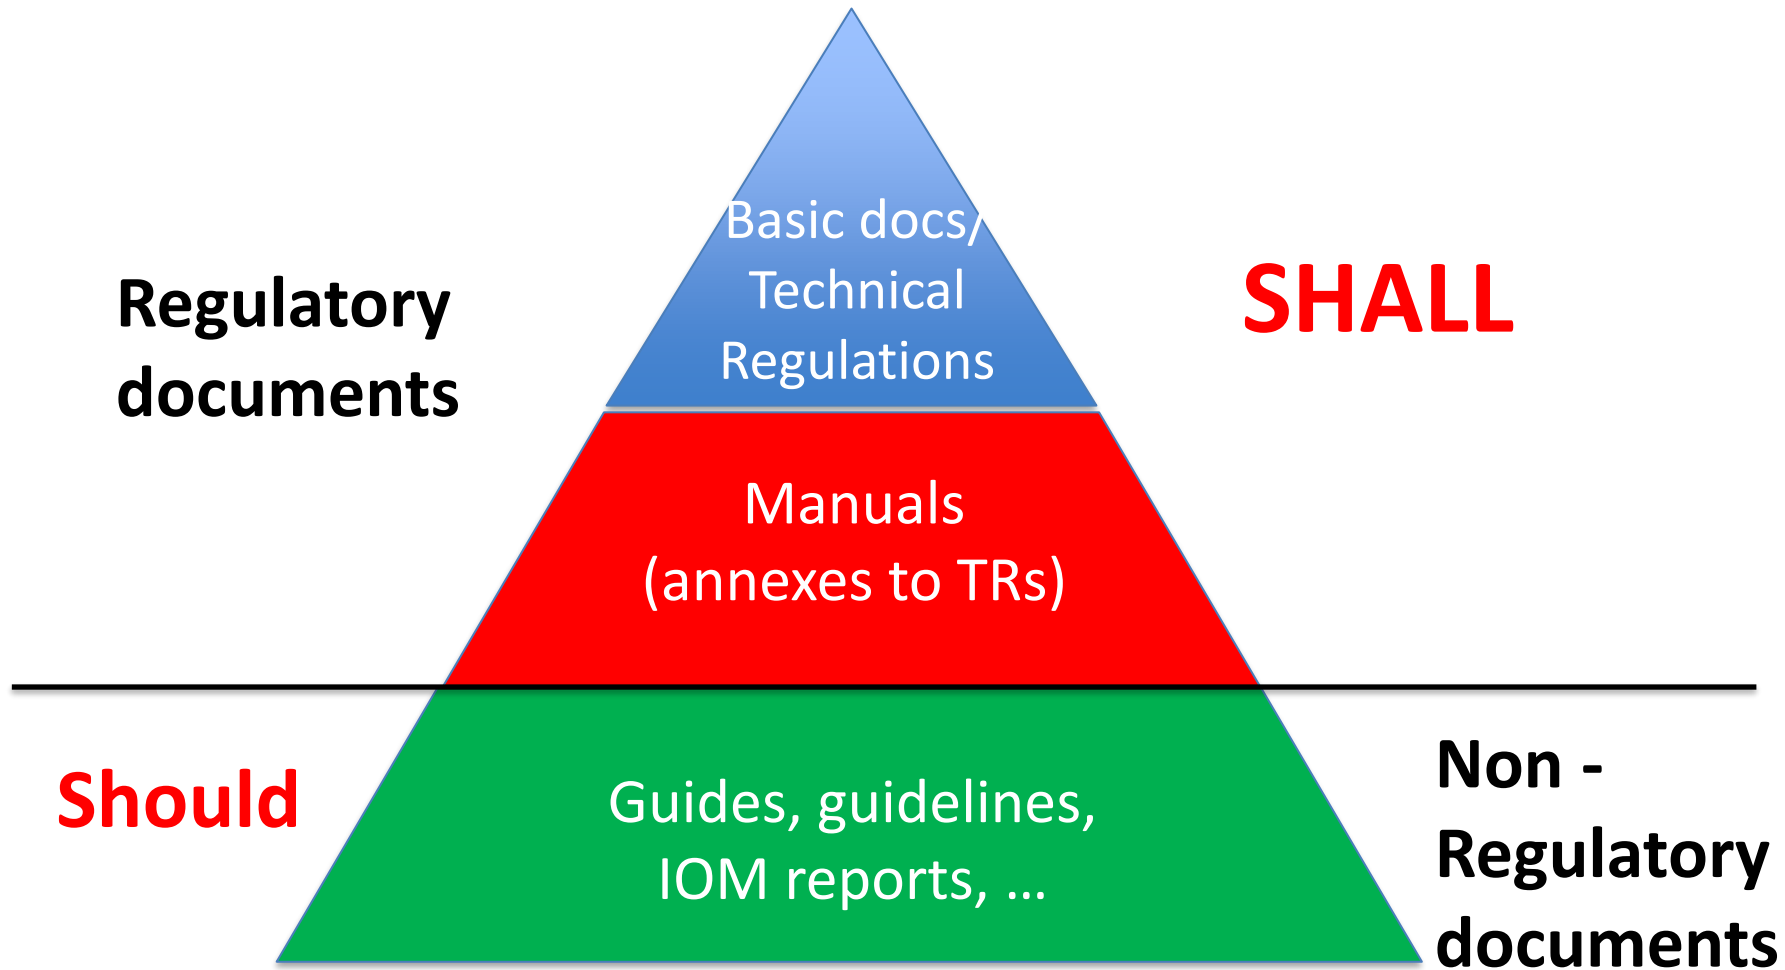 Basic docs/
Technical
Regulations
Regulatory
documents
SHALL
Manuals
(annexes to TRs)
Should
Guides, guidelines,
IOM reports, …
Non -
Regulatory
documents